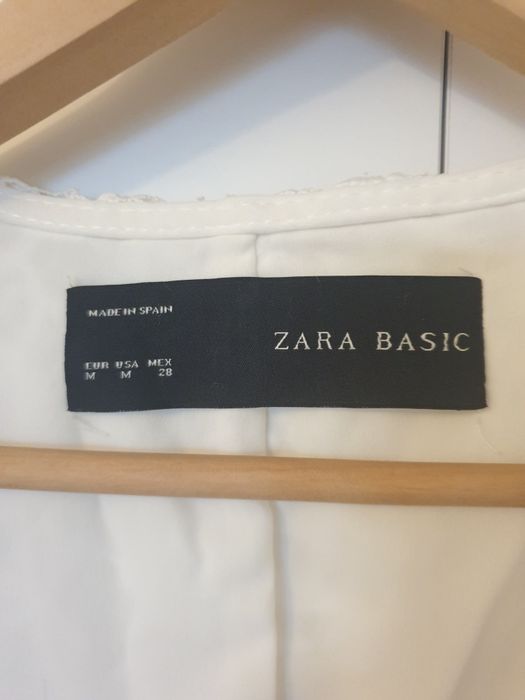 MADE IN SPAIN
ZARA BASIC
EUR USA MEX
M M 28